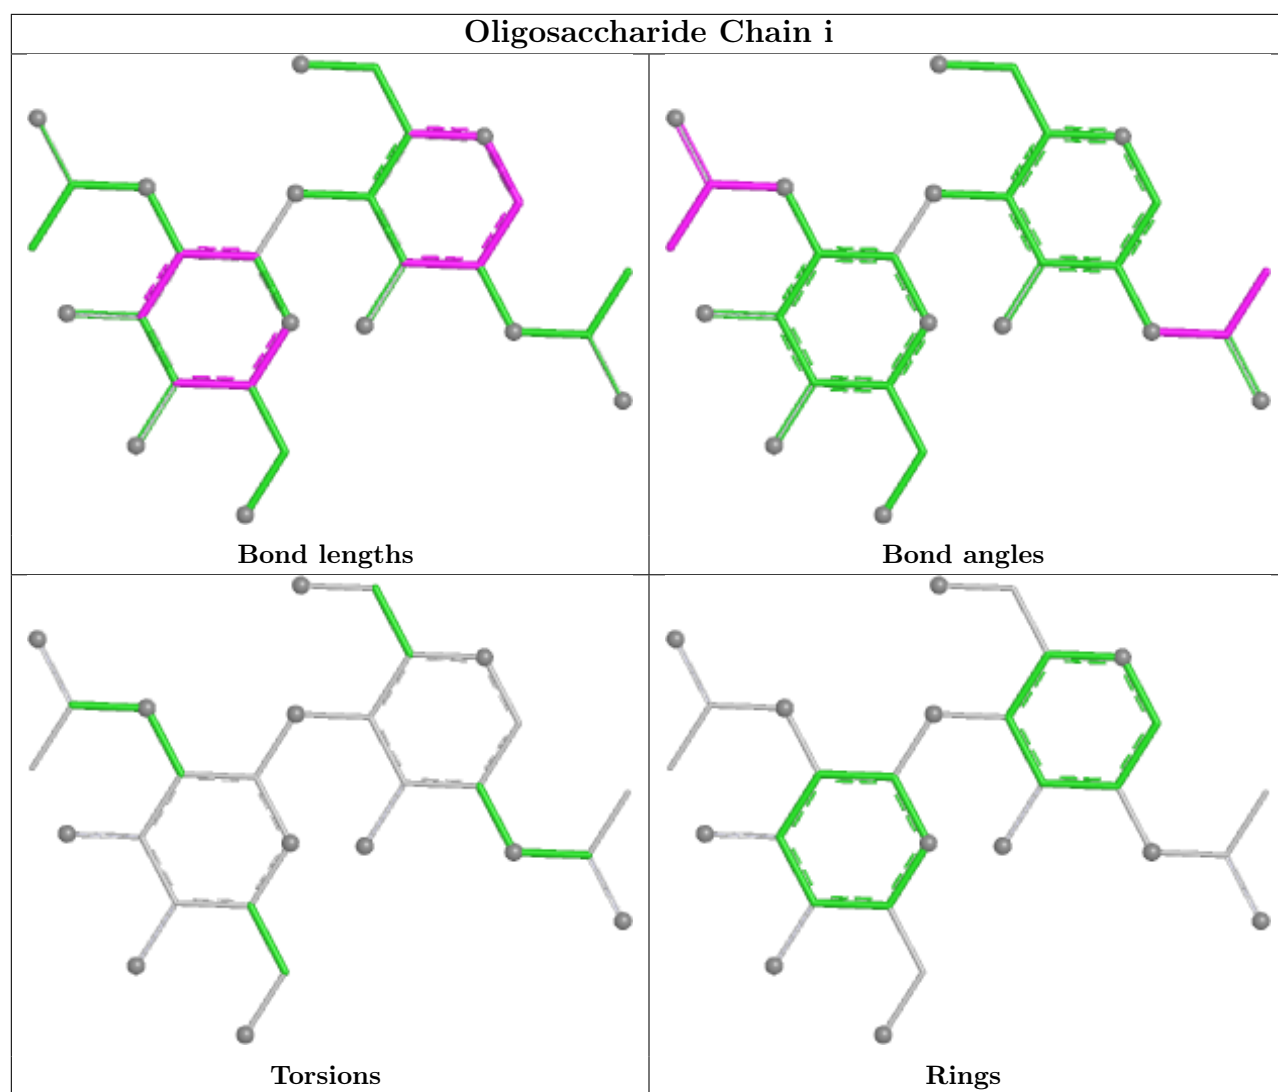 Oligosaccharide Chain i
Bond lengths
Bond angles
Torsions
Rings